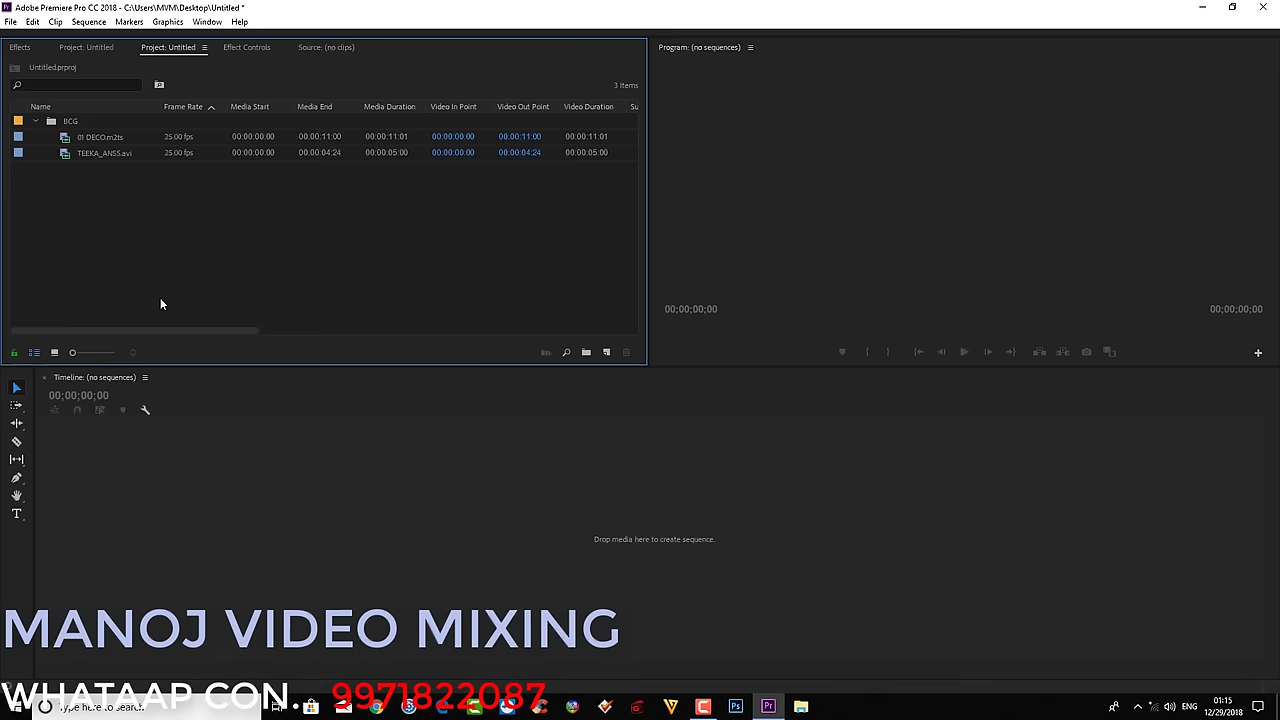 Adobe Premiere Pro CC 2018 - C:\Users\MVM\Desktop\Untitled *
File Edit Clip Sequence Markers Graphics Window Help
Effects Project: Untitled Project: Untitled Effect Controls Source: (no clips)
Program: (no sequences)
Untitled.prproj
3 Items
Name Frame Rate Media Start Media End Media Duration Video In Point Video Out Point Video Duration Su
BCG
01 DECO.m2ts 25.00 fps 00:00:00:00 00:00:11:00 00:00:11:01 00:00:00:00 00:00:11:00 00:00:11:01
TEEKA_ANSS.avi 25.00 fps 00:00:00:00 00:00:04:24 00:00:05:00 00:00:00:00 00:00:04:24 00:00:05:00
00;00;00;00 00;00;00;00
Timeline: (no sequences)
00;00;00;00
T
Drop media here to create sequence.
MANOJ VIDEO MIXING
WHATAAP CON. 9971822087
Type here to search
ENG
01:15
12/29/2018